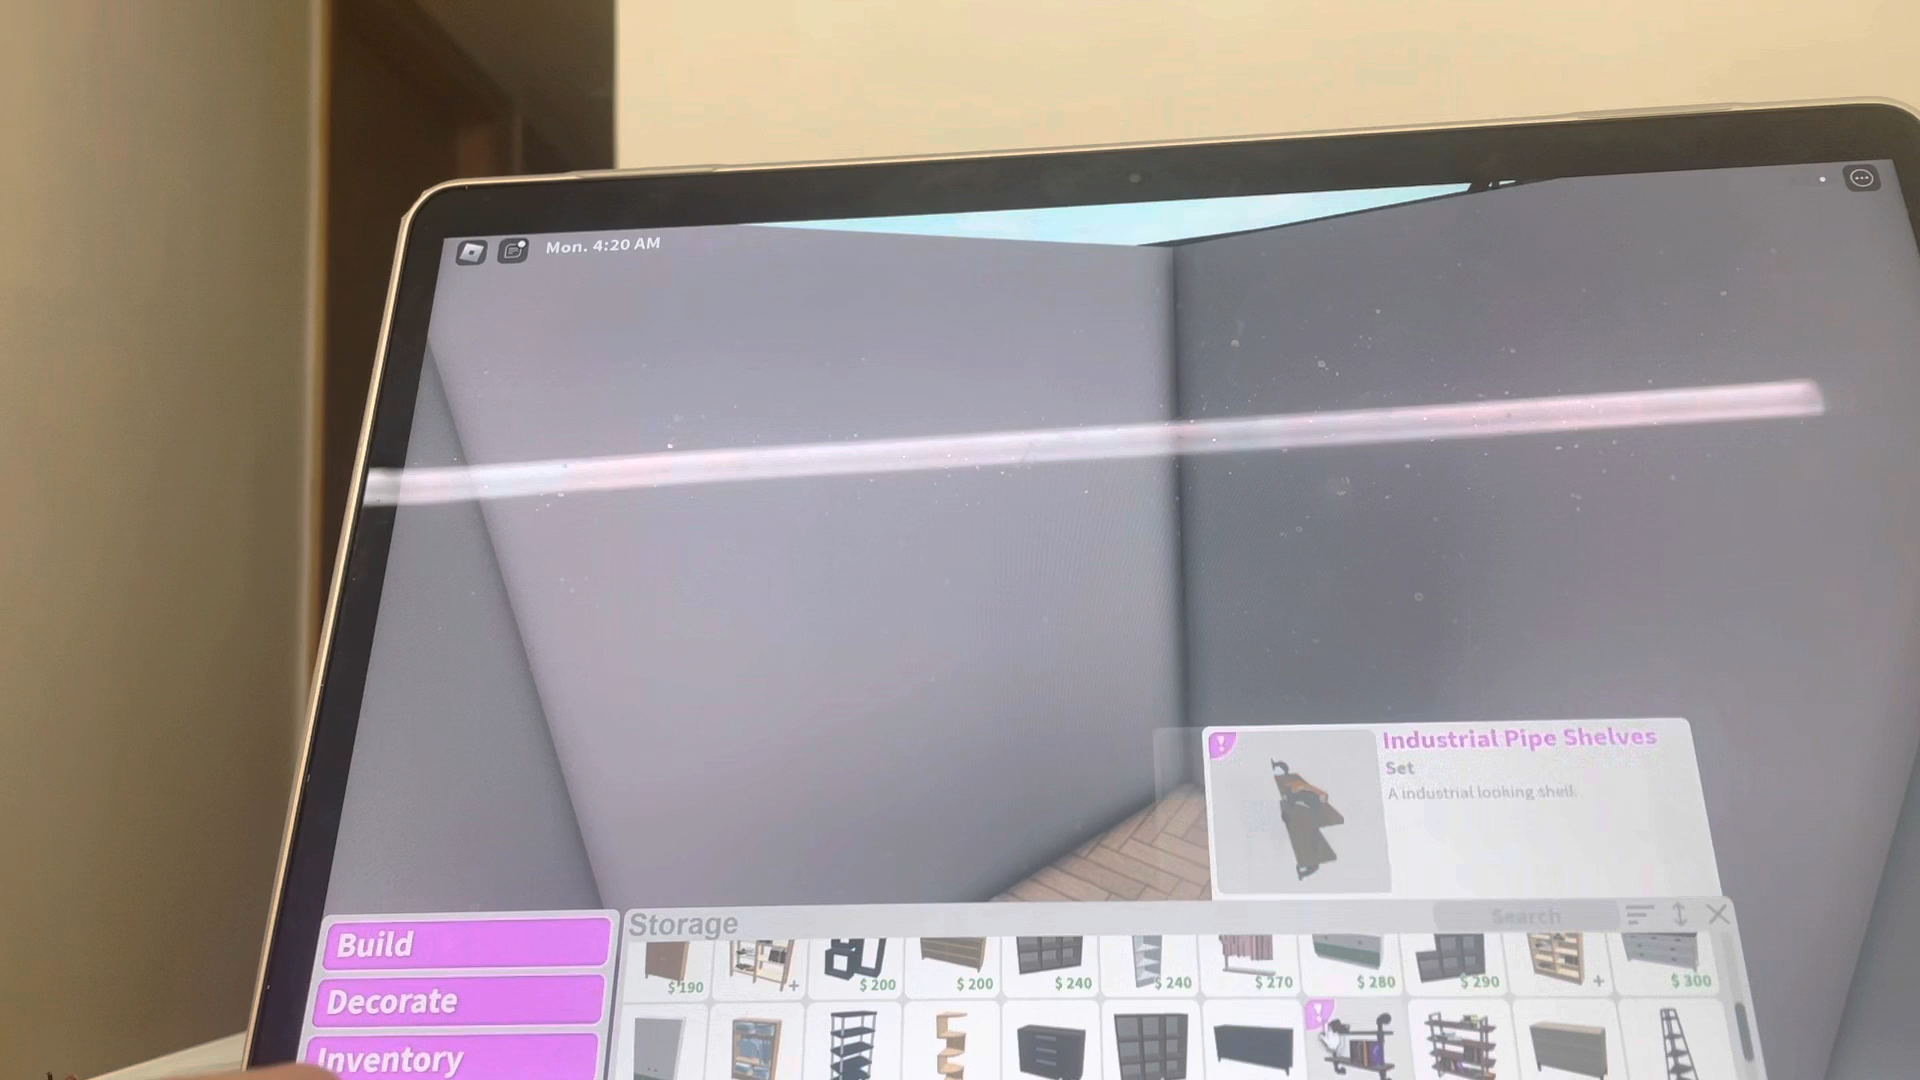 Mon. 4:20 AM
Industrial Pipe Shelves
Set
A industrial looking shelf.
Build
Decorate
Inventory
Storage
Search
$ 190
+
$ 200
$ 200
$ 240
$ 240
$ 270
$ 280
$ 290
+
$ 300